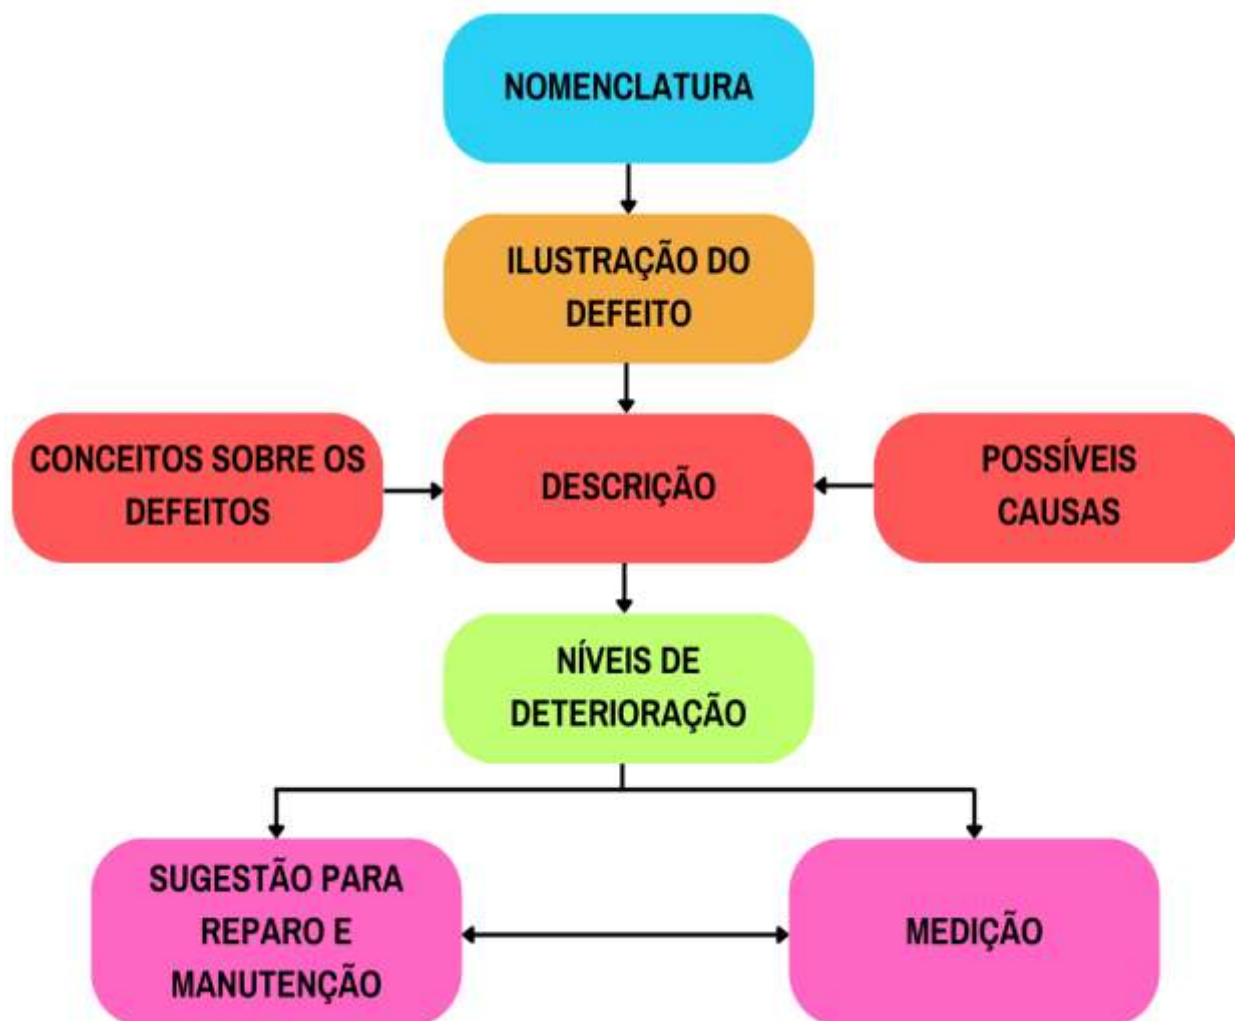 NOMENCLATURA
ILUSTRAÇÃO DO
DEFEITO
CONCEITOS SOBRE OS
DEFEITOS
DESCRIÇÃO
POSSÍVEIS
CAUSAS
NÍVEIS DE
DETERIORAÇÃO
SUGESTÃO PARA
REPARO E
MANUTENÇÃO
MEDIÇÃO